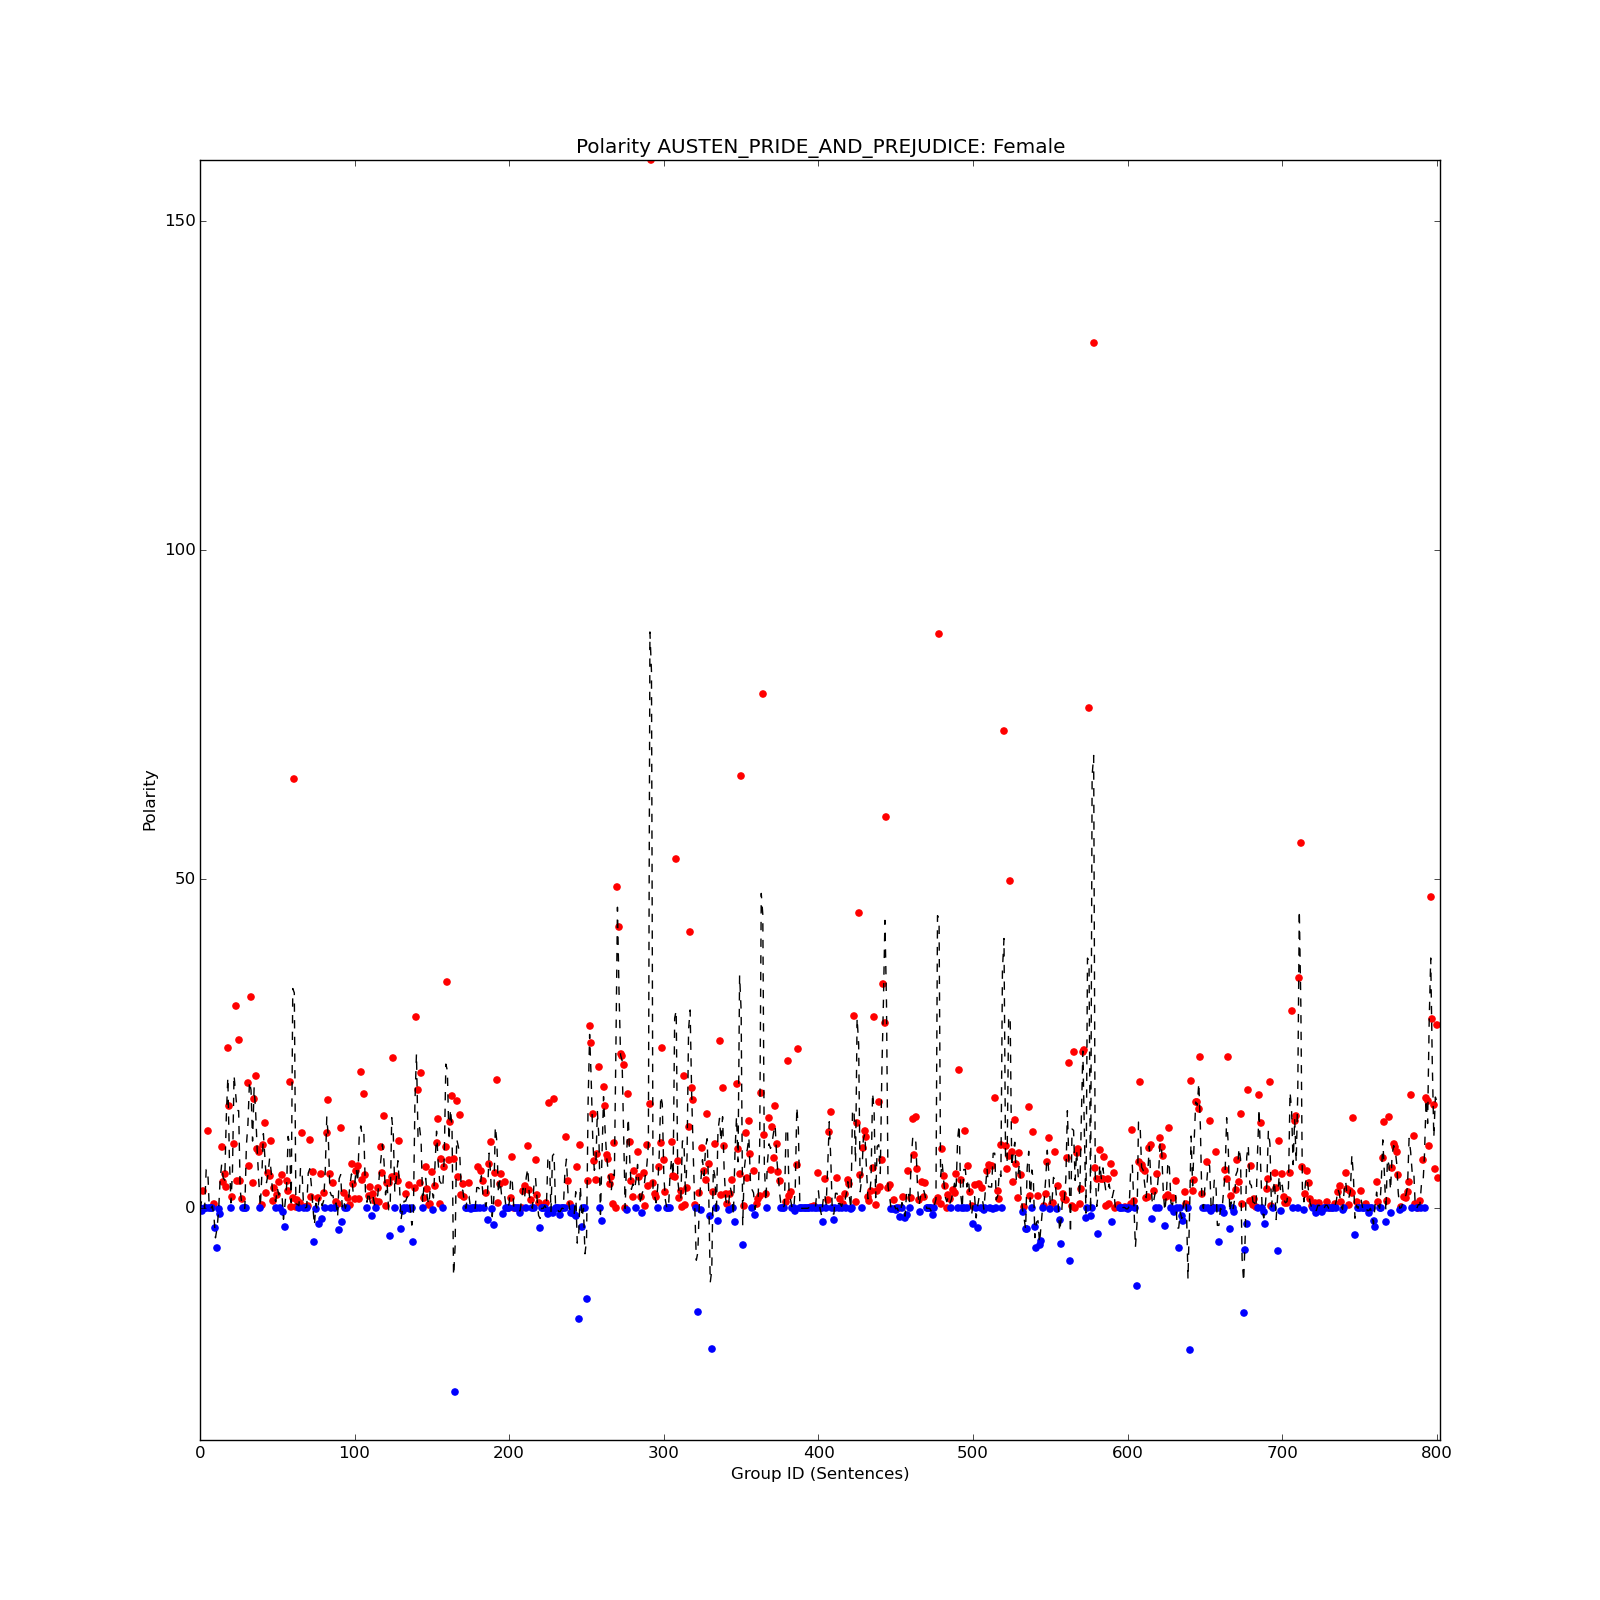 Polarity AUSTEN_PRIDE_AND_PREJUDICE: Female
150
100
50
0
Polarity
0 100 200 300 400 500 600 700 800
Group ID (Sentences)